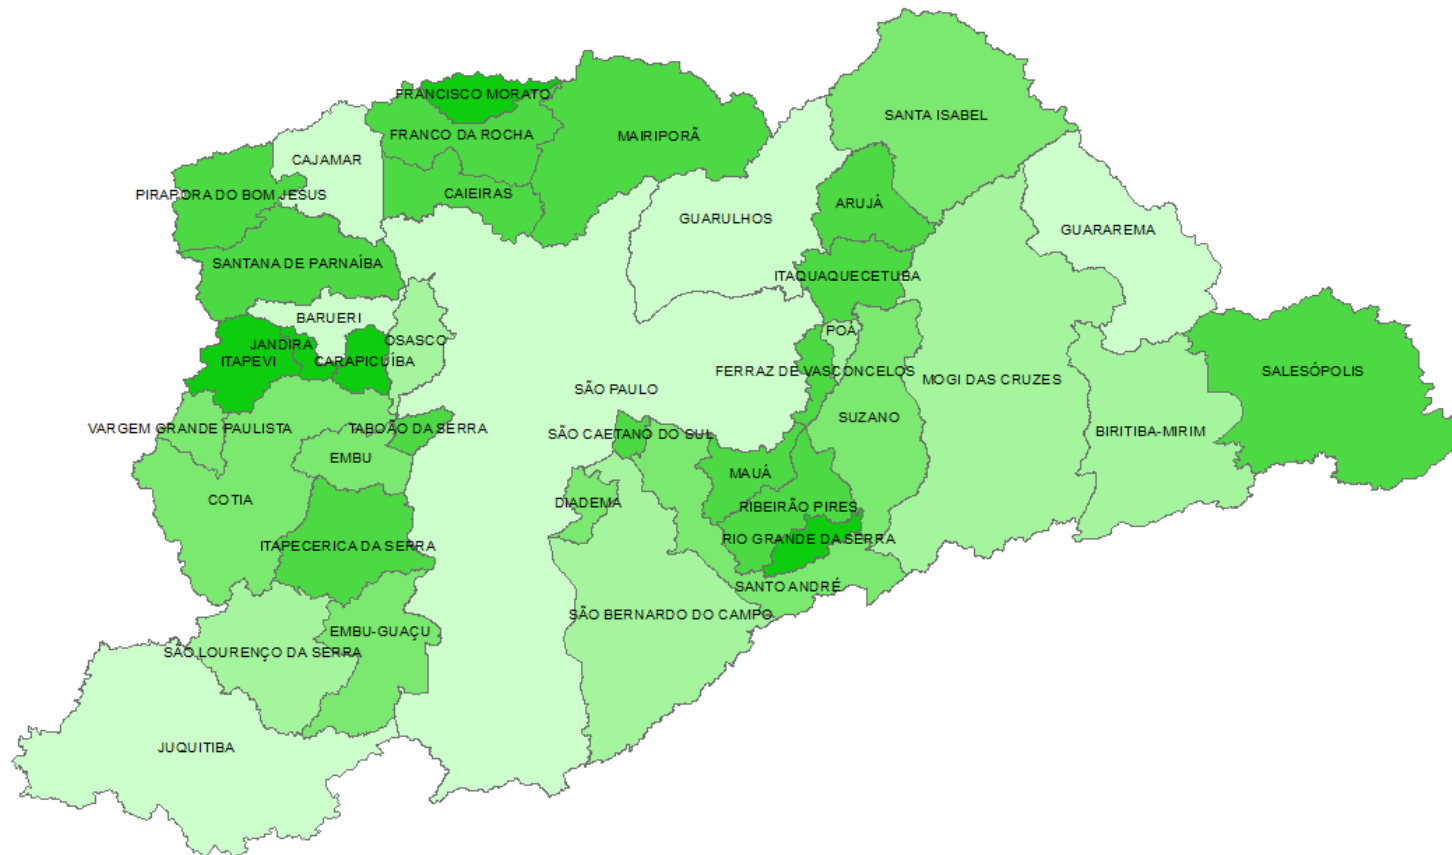 FRANCISCO MORATO
SANTA ISABEL
FRANCO DA ROCHA
MAIRIPORÃ
CAJAMAR
PIRAPORA DO BOM JESUS
CAIEIRAS
ARUJÁ
GUARULHOS
GUARAREMA
SANTANA DE PARNAÍBA
ITAQUAQUECETUBA
BARUERI
POÁ
OSASCO
JANDIRA
ITAPEVI
CARAPICUÍBA
FERRAZ DE VASCONCELOS
SALESÓPOLIS
MOGI DAS CRUZES
SÃO PAULO
SUZANO
VARGEM GRANDE PAULISTA
TABOÃO DA SERRA
SÃO CAETANO DO SUL
BIRITIBA-MIRIM
EMBU
MAUÁ
COTIA
DIADEMA
RIBEIRÃO PIRES
RIO GRANDE DA SERRA
ITAPECERICA DA SERRA
SANTO ANDRÉ
SÃO BERNARDO DO CAMPO
EMBU-GUAÇU
SÃO LOURENÇO DA SERRA
JUQUITIBA